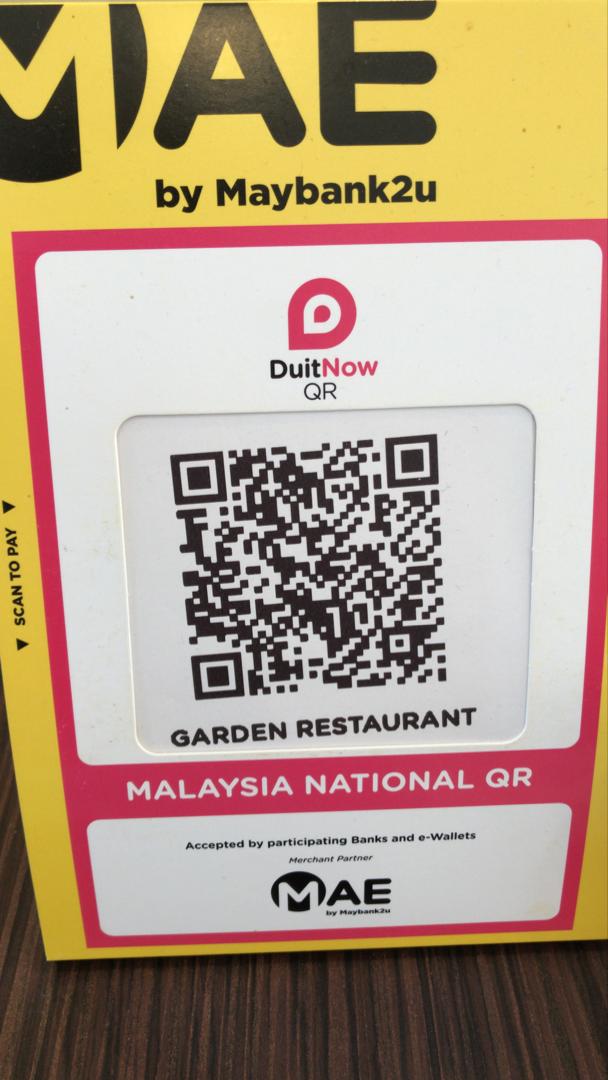 MAE
by Maybank2u
DuitNow
QR
SCAN TO PAY
GARDEN RESTAURANT
MALAYSIA NATIONAL QR
Accepted by participating Banks and e-Wallets
Merchant Partner
MAE
by Maybank2u